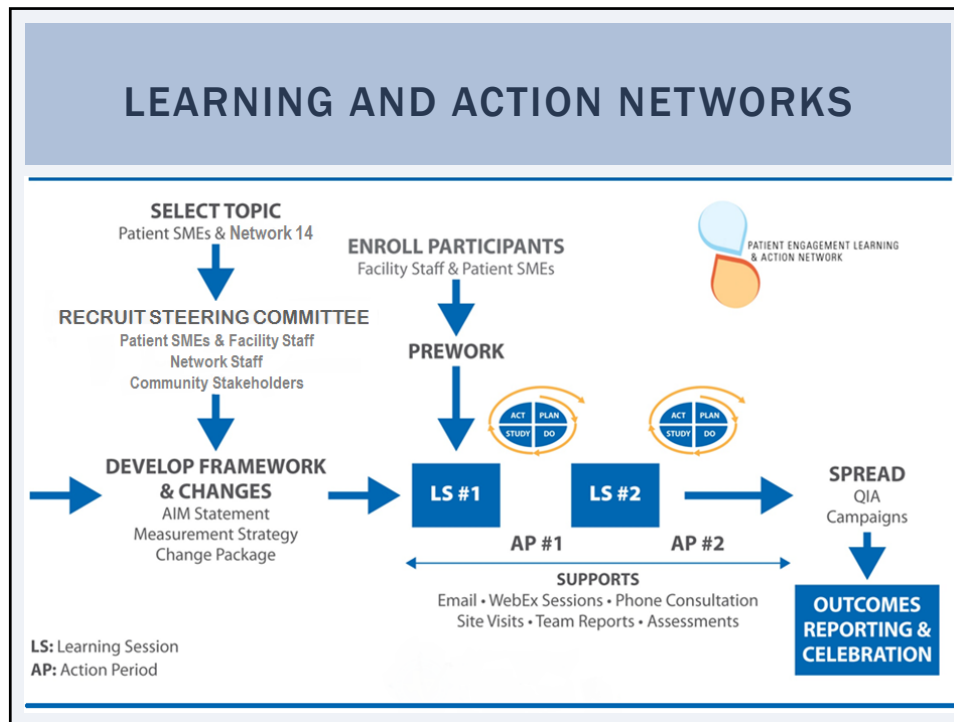 LEARNING AND ACTION NETWORKS
SELECT TOPIC
Patient SMEs & Network 14
RECRUIT STEERING COMMITTEE
Patient SMEs & Facility Staff
Network Staff
Community Stakeholders
DEVELOP FRAMEWORK
& CHANGES
AIM Statement
Measurement Strategy
Change Package
ENROLL PARTICIPANTS
Facility Staff & Patient SMEs
PREWORK
PATIENT ENGAGEMENT LEARNING
& ACTION NETWORK
ACT PLAN
STUDY DO
ACT PLAN
STUDY DO
LS #1
LS #2
AP #1
AP #2
SUPPORTS
Email • WebEx Sessions • Phone Consultation
Site Visits • Team Reports • Assessments
SPREAD
QIA
Campaigns
OUTCOMES
REPORTING &
CELEBRATION
LS: Learning Session
AP: Action Period